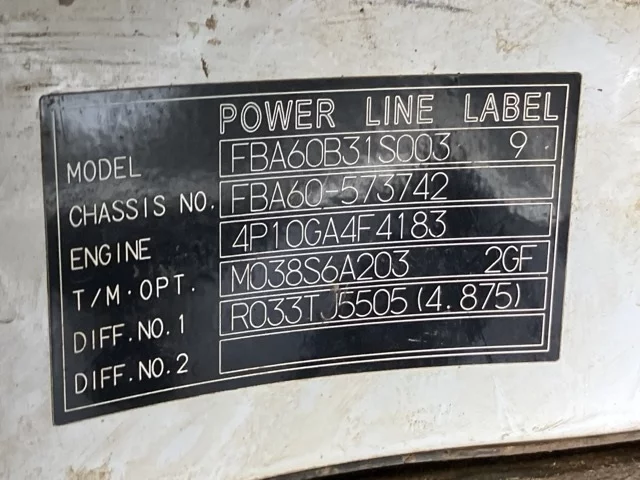 POWER LINE LABEL
MODEL FBA60B31S003 9
CHASSIS NO. FBA60-573742
ENGINE 4P10GA4F4183
T/M·OPT. M038S6A203 2GF
DIFF.NO.1 R033TJ5505(4.875)
DIFF.NO.2